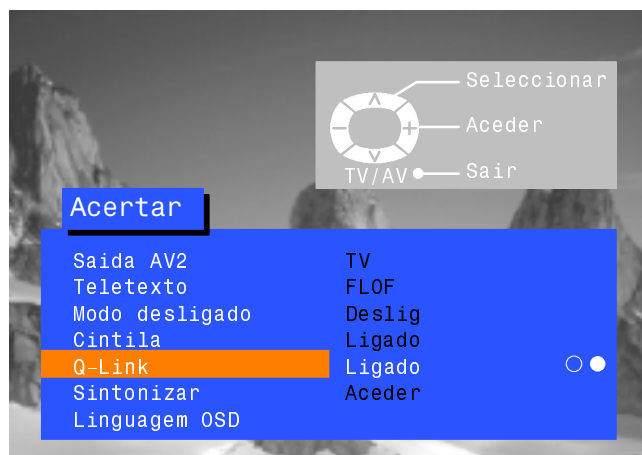 Seleccionar
Aceder
TV/AV Sair
Acertar
Saida AV2 TV
Teletexto FLOF
Modo desligado Deslig
Cintila Ligado
Q-Link Ligado
Sintonizar Aceder
Linguagem OSD